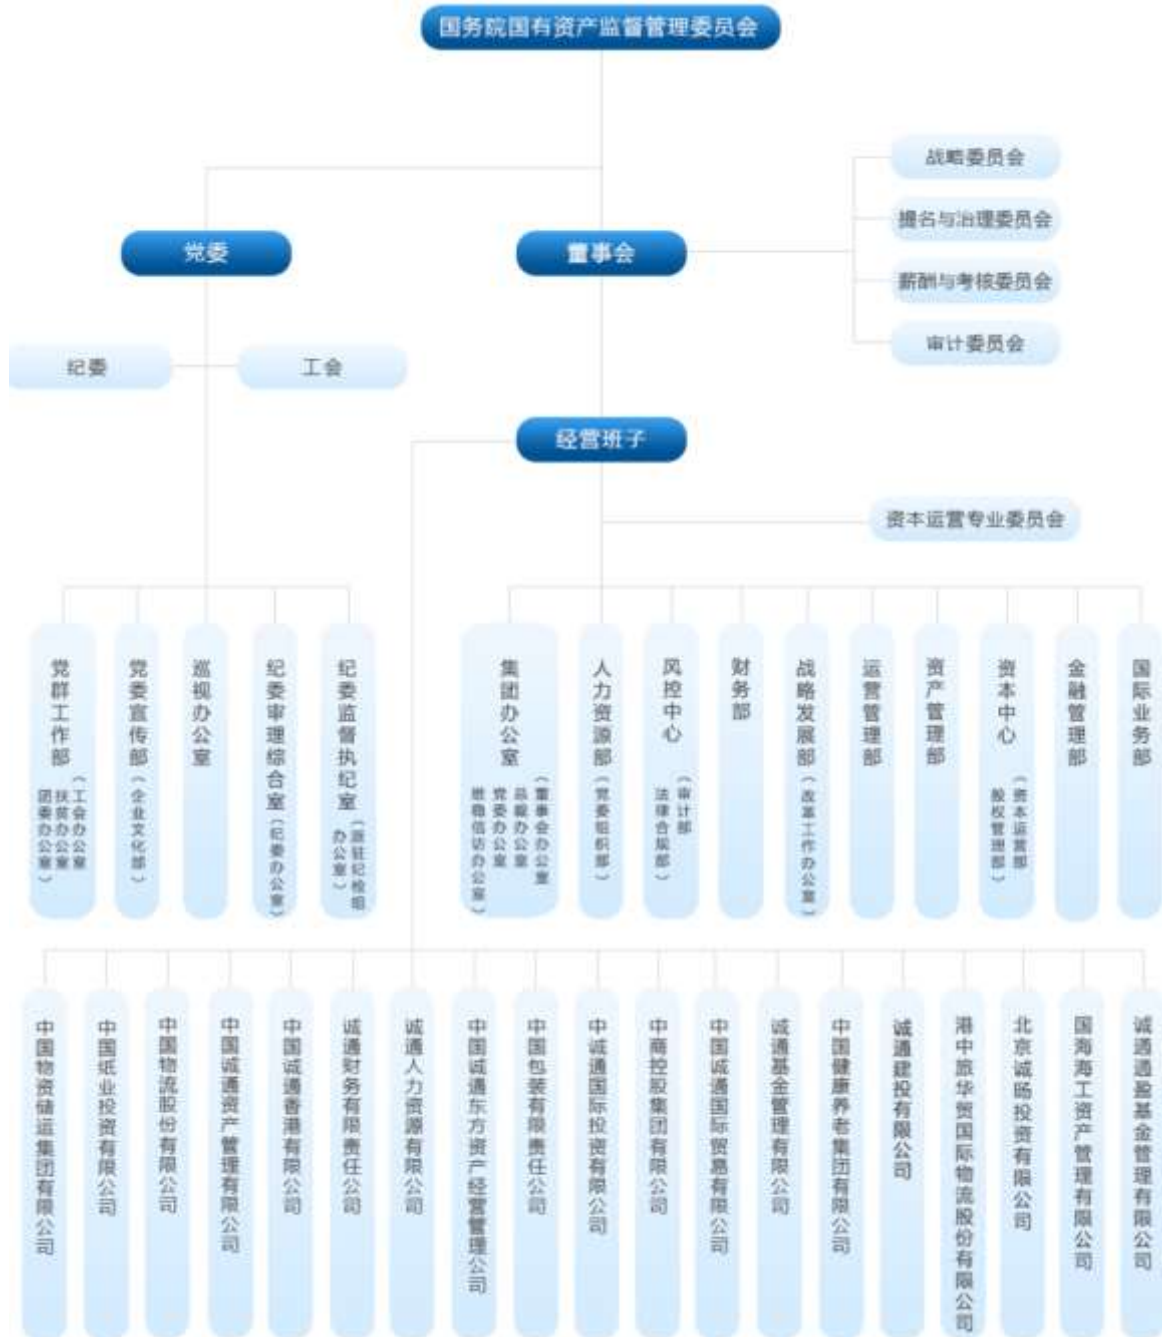 国务院国有资产监督管理委员会
战略委员会
提名与治理委员会
党委
董事会
薪酬与考核委员会
审计委员会
纪委
工会
经营班子
资本运营专业委员会
党群工作部
（工会办公室
扶贫办公室
团委办公室）
党委宣传部（企业文化部）
巡视办公室
纪委审理综合室（纪委办公室）
纪委监督执纪室
（派驻纪检组
办公室）
集团办公室
（董事会办公室
总裁办公室
党委办公室
维稳信访办公室）
人力资源部（党委组织部）
风控中心
（审计部
法律合规部）
财务部
战略发展部（改革工作办公室）
运营管理部
资产管理部
资本中心
（资本运营部
股权管理部）
金融管理部
国际业务部
中国物资储运集团有限公司
中国纸业投资有限公司
中国物流股份有限公司
中国诚通资产管理有限公司
中国诚通香港有限公司
诚通财务有限责任公司
诚通人力资源有限公司
中国诚通东方资产经营管理公司
中国包装有限责任公司
中诚通国际投资有限公司
中商控股集团有限公司
中国诚通国际贸易有限公司
诚通基金管理有限公司
中国健康养老集团有限公司
诚通建投有限公司
港中旅华贸国际物流股份有限公司
北京诚旸投资有限公司
国海海工资产管理有限公司
诚通通盈基金管理有限公司